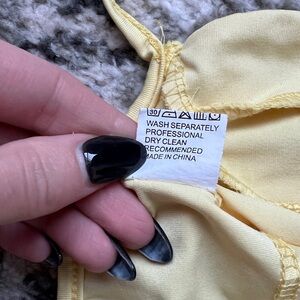 30
WASH SEPARATELY
PROFESSIONAL
DRY CLEAN
RECOMMENDED
MADE IN CHINA